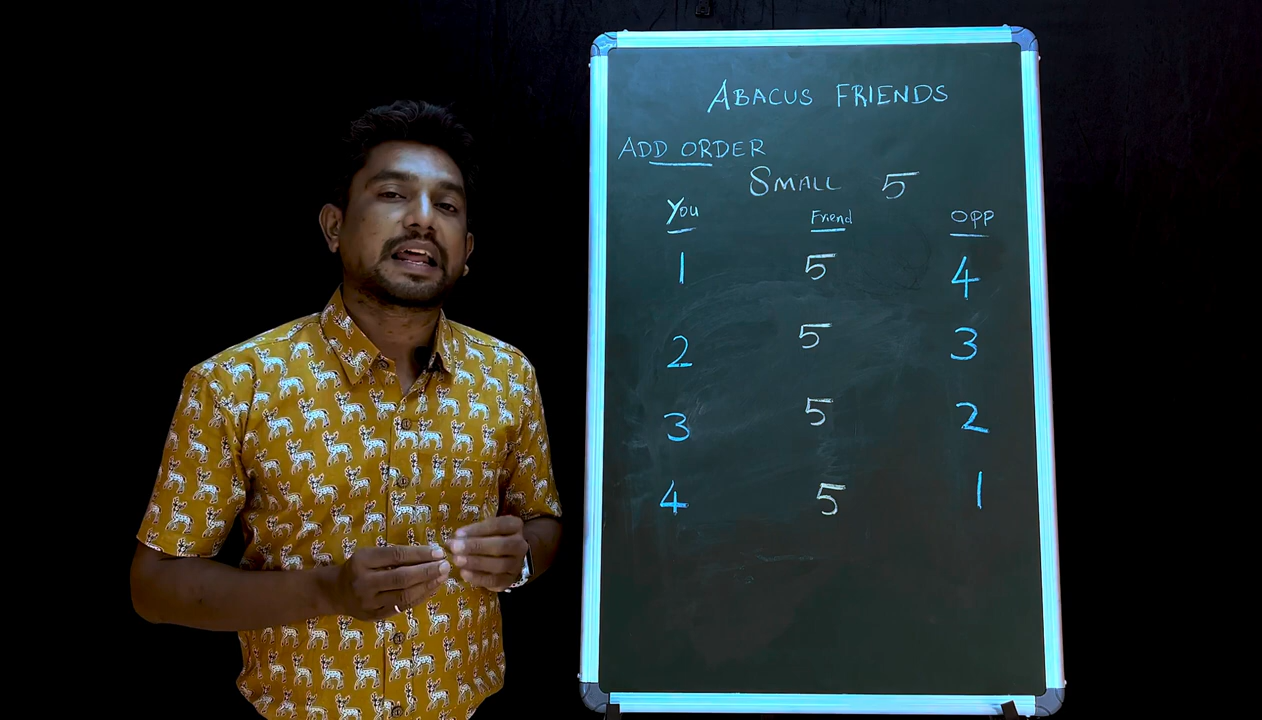 ABACUS FRIENDS
ADD ORDER
SMALL 5
You Friend OPP
1 5 4
2 5 3
3 5 2
4 5 1